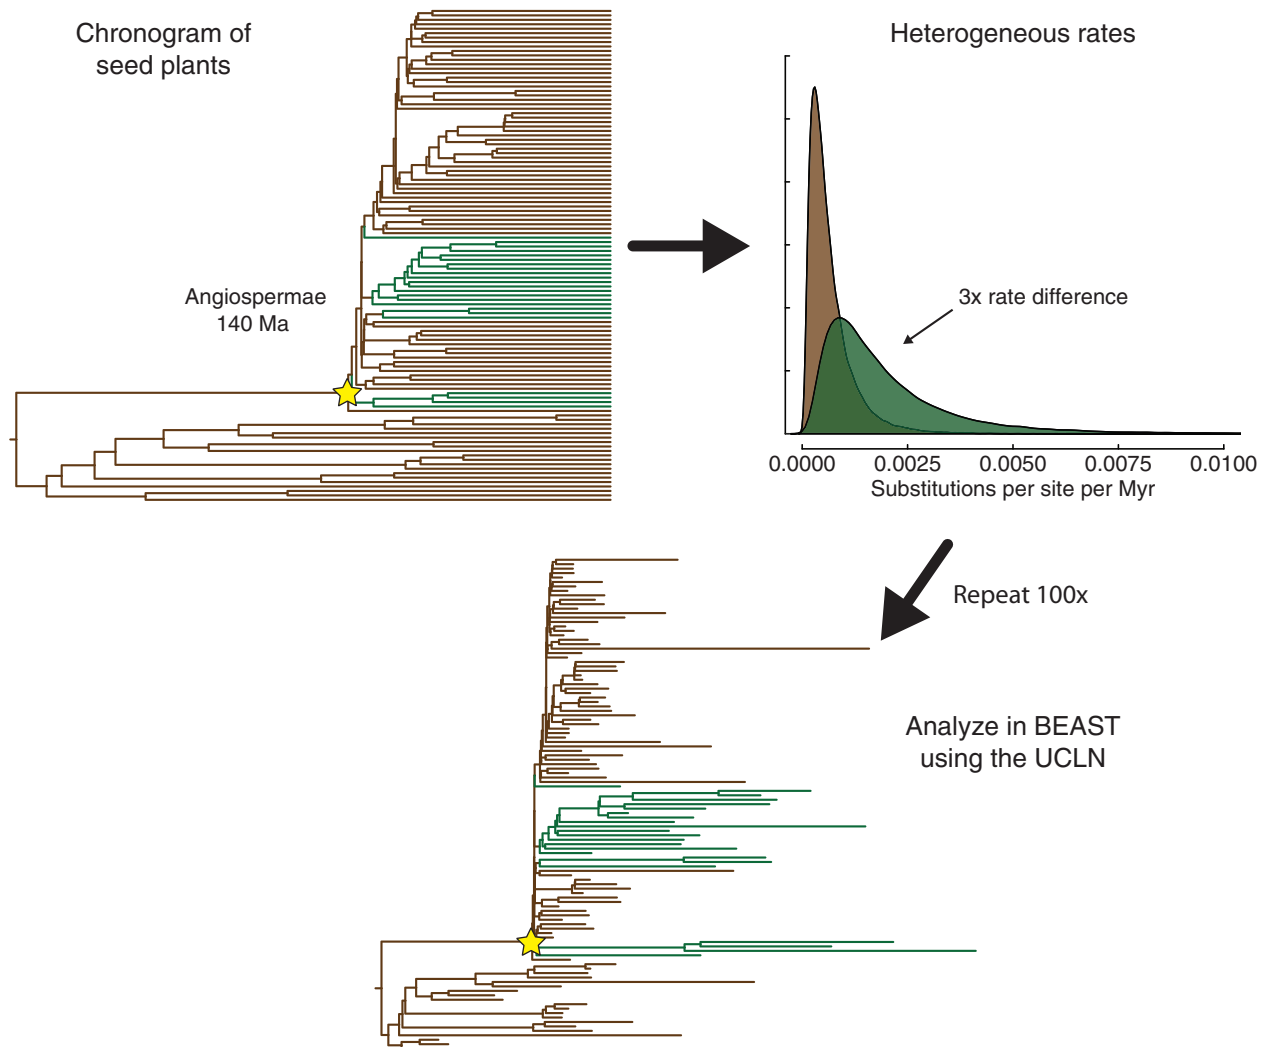 Chronogram of
seed plants
Heterogeneous rates
Angiospermae
140 Ma
3x rate difference
0.0000 0.0025 0.0050 0.0075 0.0100
Substitutions per site per Myr
Repeat 100x
Analyze in BEAST
using the UCLN